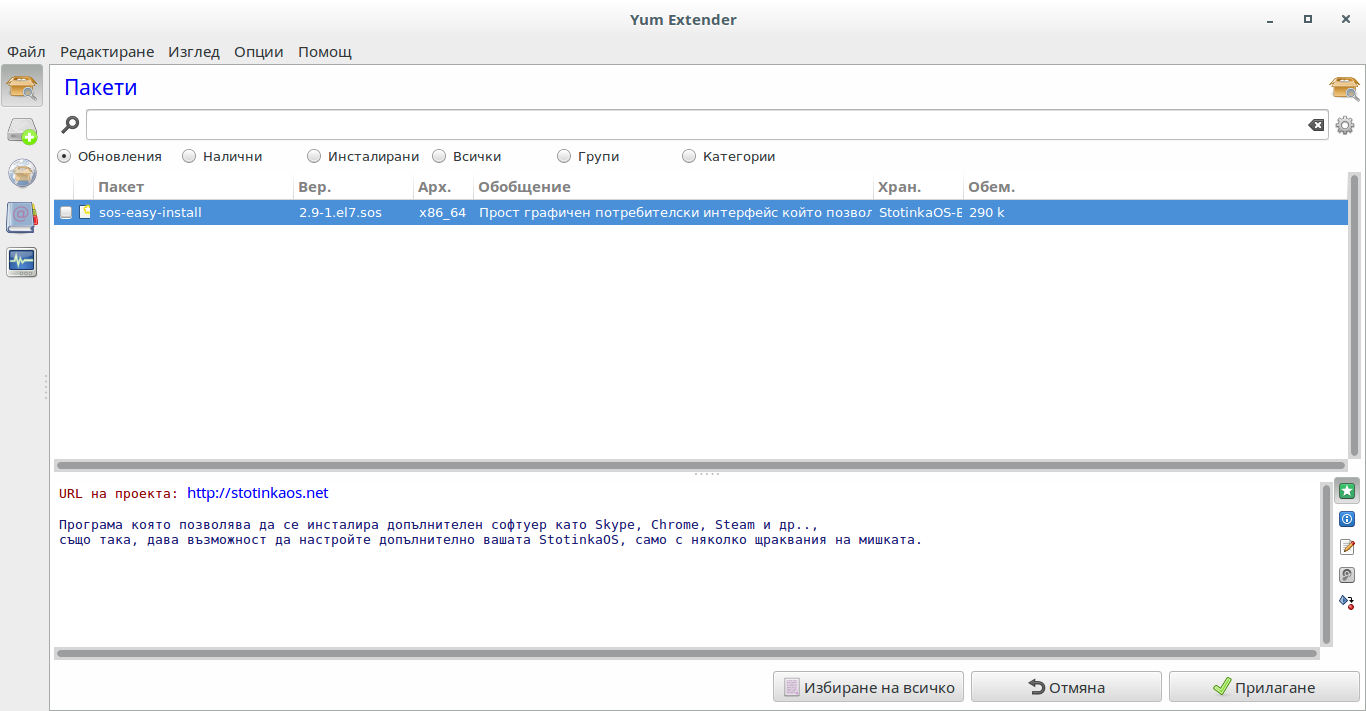 Yum Extender
Файл Редактиране Изглед Опции Помощ
Пакети
Обновления Налични Инсталирани Всички Групи Категории
Пакет Вер. Арх. Обобщение Хран. Обем.
sos-easy-install 2.9-1.el7.sos x86_64 Прост графичен потребителски интерфейс който позвол StotinkaOS-E 290 k
URL на проекта: http://stotinkaos.net
Програма която позволява да се инсталира допълнителен софтуер като Skype, Chrome, Steam и др..,
също така, дава възможност да настройте допълнително вашата StotinkaOS, само с няколко щраквания на мишката.
Избиране на всичко Отмяна Прилагане